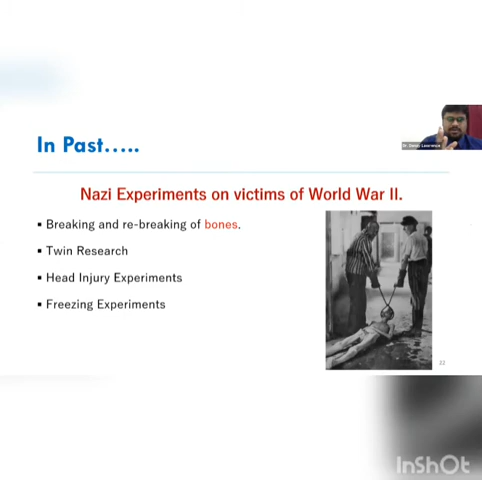 In Past.....
Nazi Experiments on victims of World War II.
▪ Breaking and re-breaking of bones.
▪ Twin Research
▪ Head Injury Experiments
▪ Freezing Experiments
22
InShOt